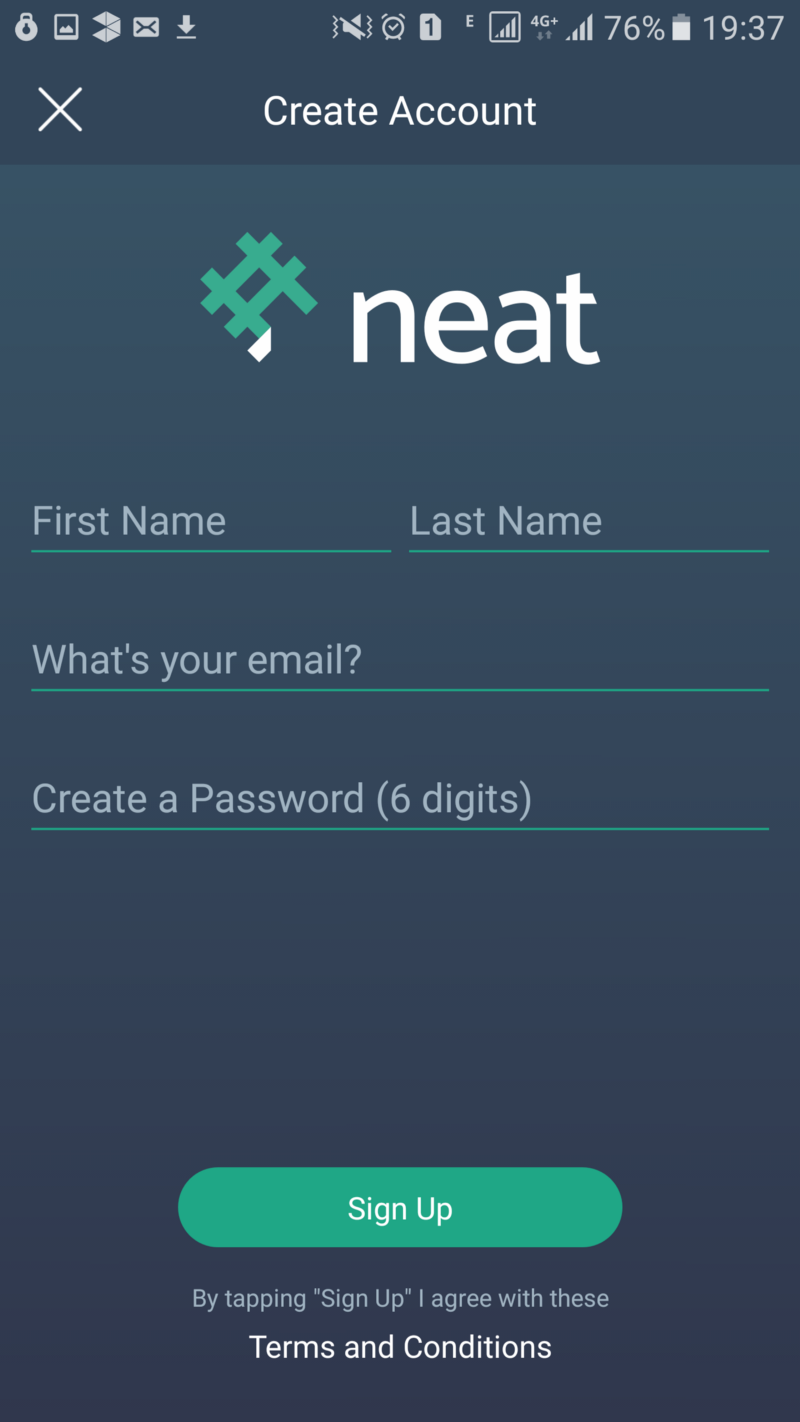 1 E 4G+ 76% 19:37
Create Account
neat
First Name Last Name
What's your email?
Create a Password (6 digits)
Sign Up
By tapping "Sign Up" I agree with these
Terms and Conditions